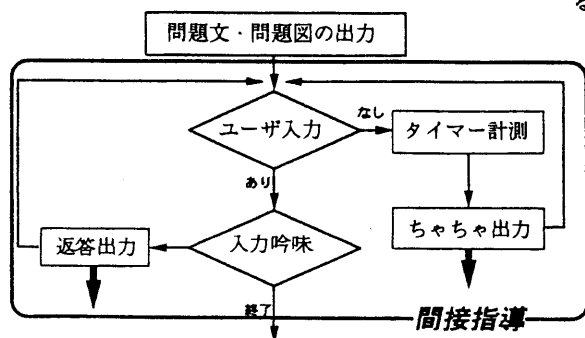 る
問題文・問題図の出力
ユーザ入力
なし
タイマー計測
あり
返答出力
入力吟味
ちゃちゃ出力
終了
間接指導